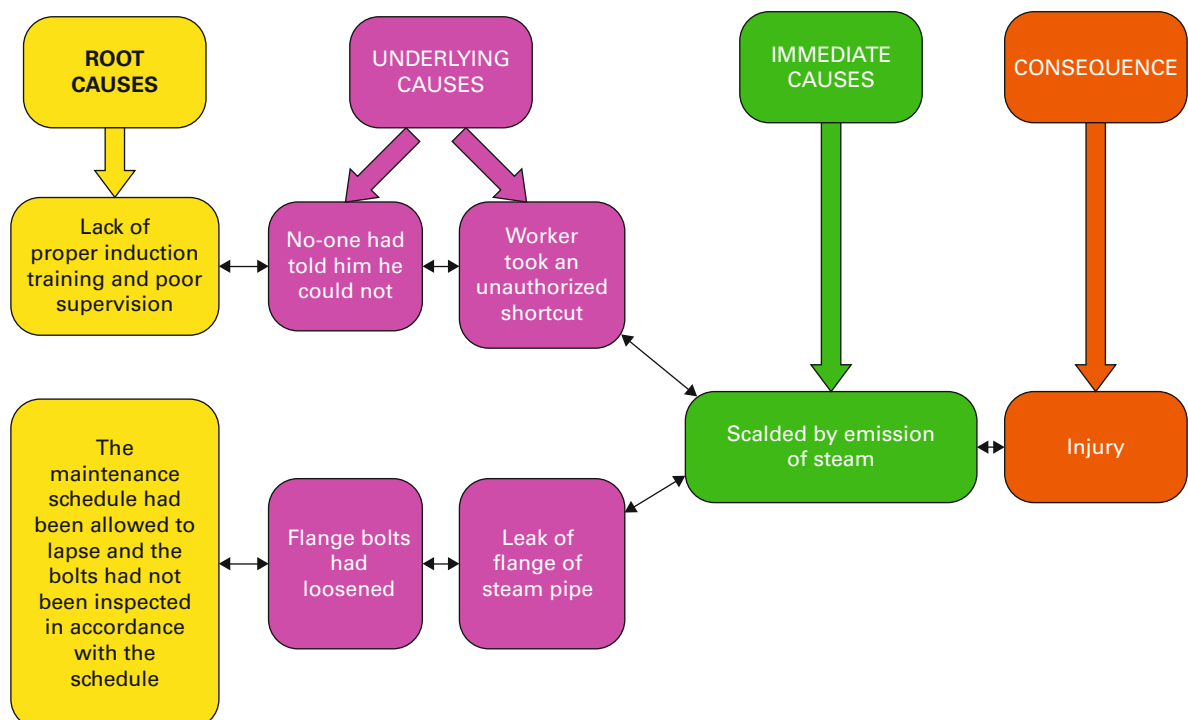 ROOT
CAUSES
UNDERLYING
CAUSES
IMMEDIATE
CAUSES
CONSEQUENCE
Lack of
proper induction
training and poor
supervision
No-one had
told him he
could not
Worker
took an
unauthorized
shortcut
Scalded by emission
of steam
Injury
The
maintenance
schedule had
been allowed to
lapse and the
bolts had not
been inspected
in accordance
with the
schedule
Flange bolts
had
loosened
Leak of
flange of
steam pipe